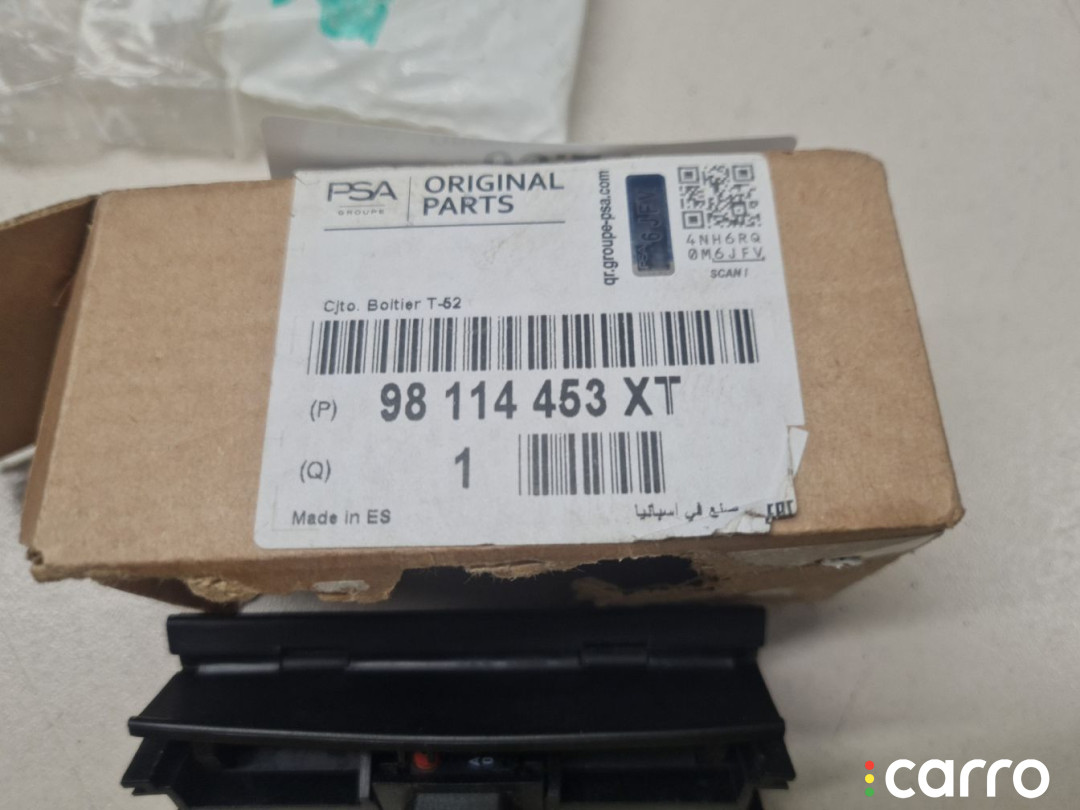 PSA
GROUPE
ORIGINAL
PARTS
qr.groupe-psa.com
6JFV
4NH6RQ
0M6JFV
SCAN!
Cjto. Boitier T-52
(P) 98 114 453 XT
(Q) 1
Made in ES
صنع في اسبانيا
carro